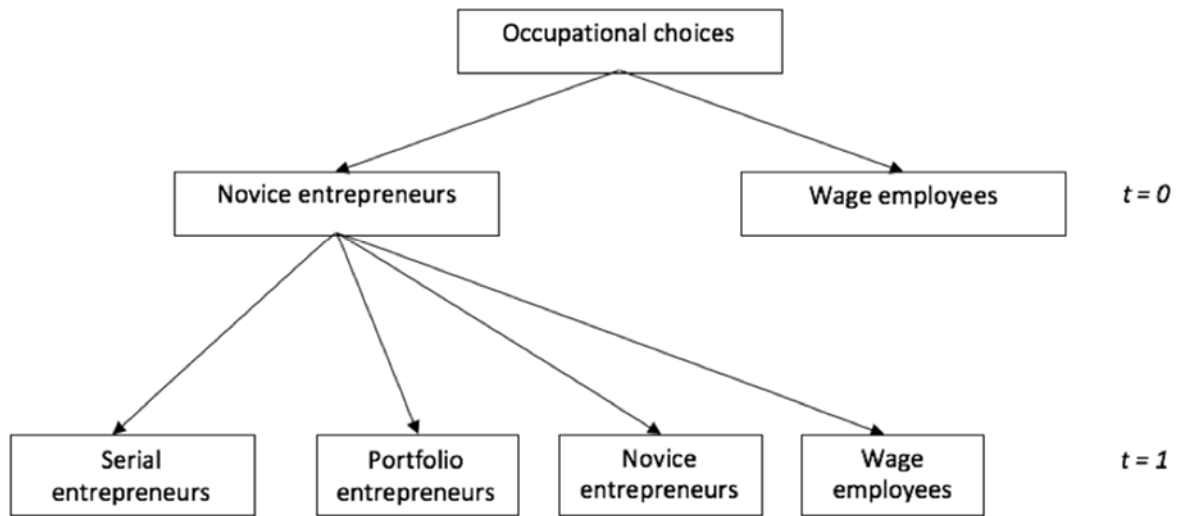 Occupational choices
Novice entrepreneurs
Wage employees
t = 0
Serial
entrepreneurs
Portfolio
entrepreneurs
Novice
entrepreneurs
Wage
employees
t = 1